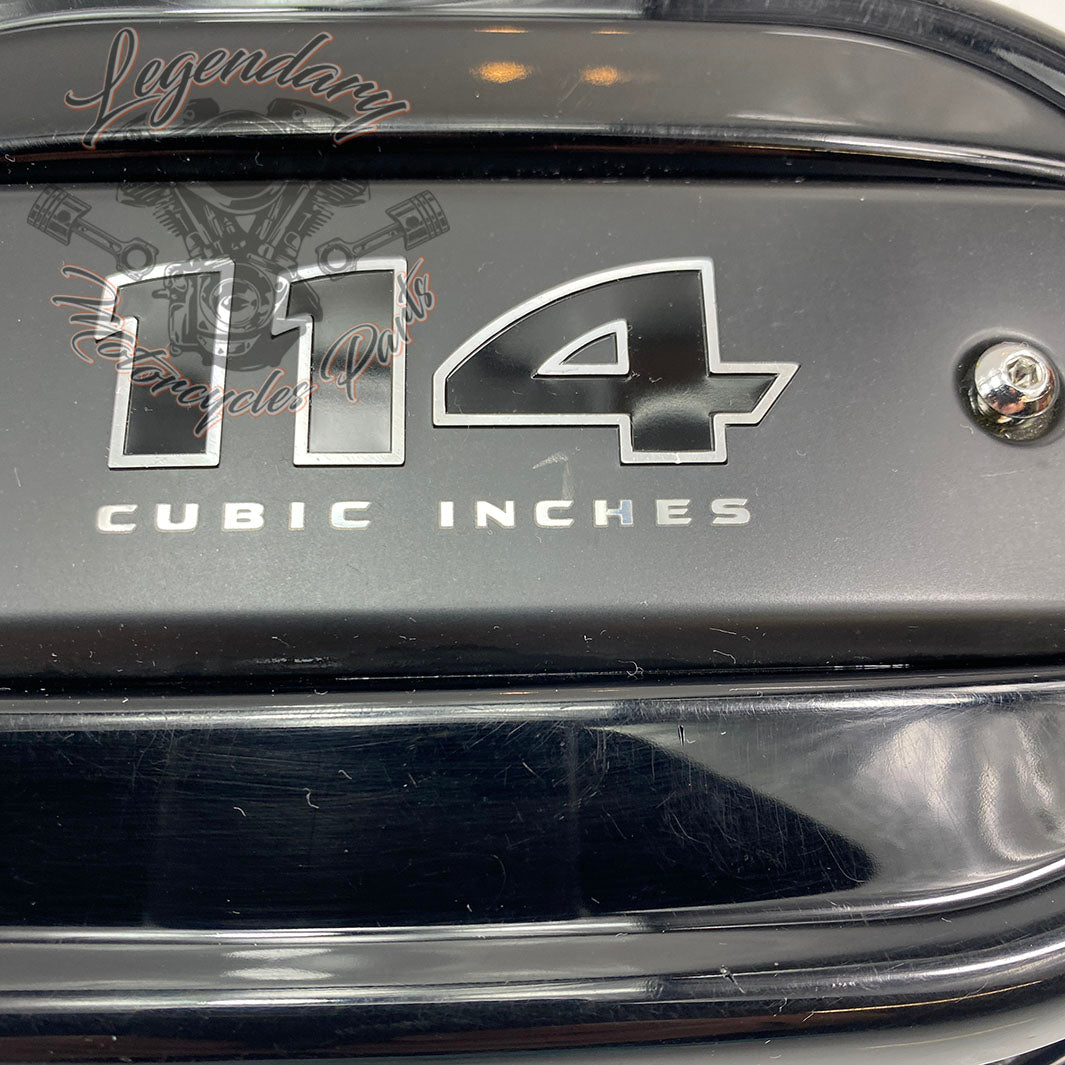 Legendary
Motorcycles Parts
114
CUBIC INCHES